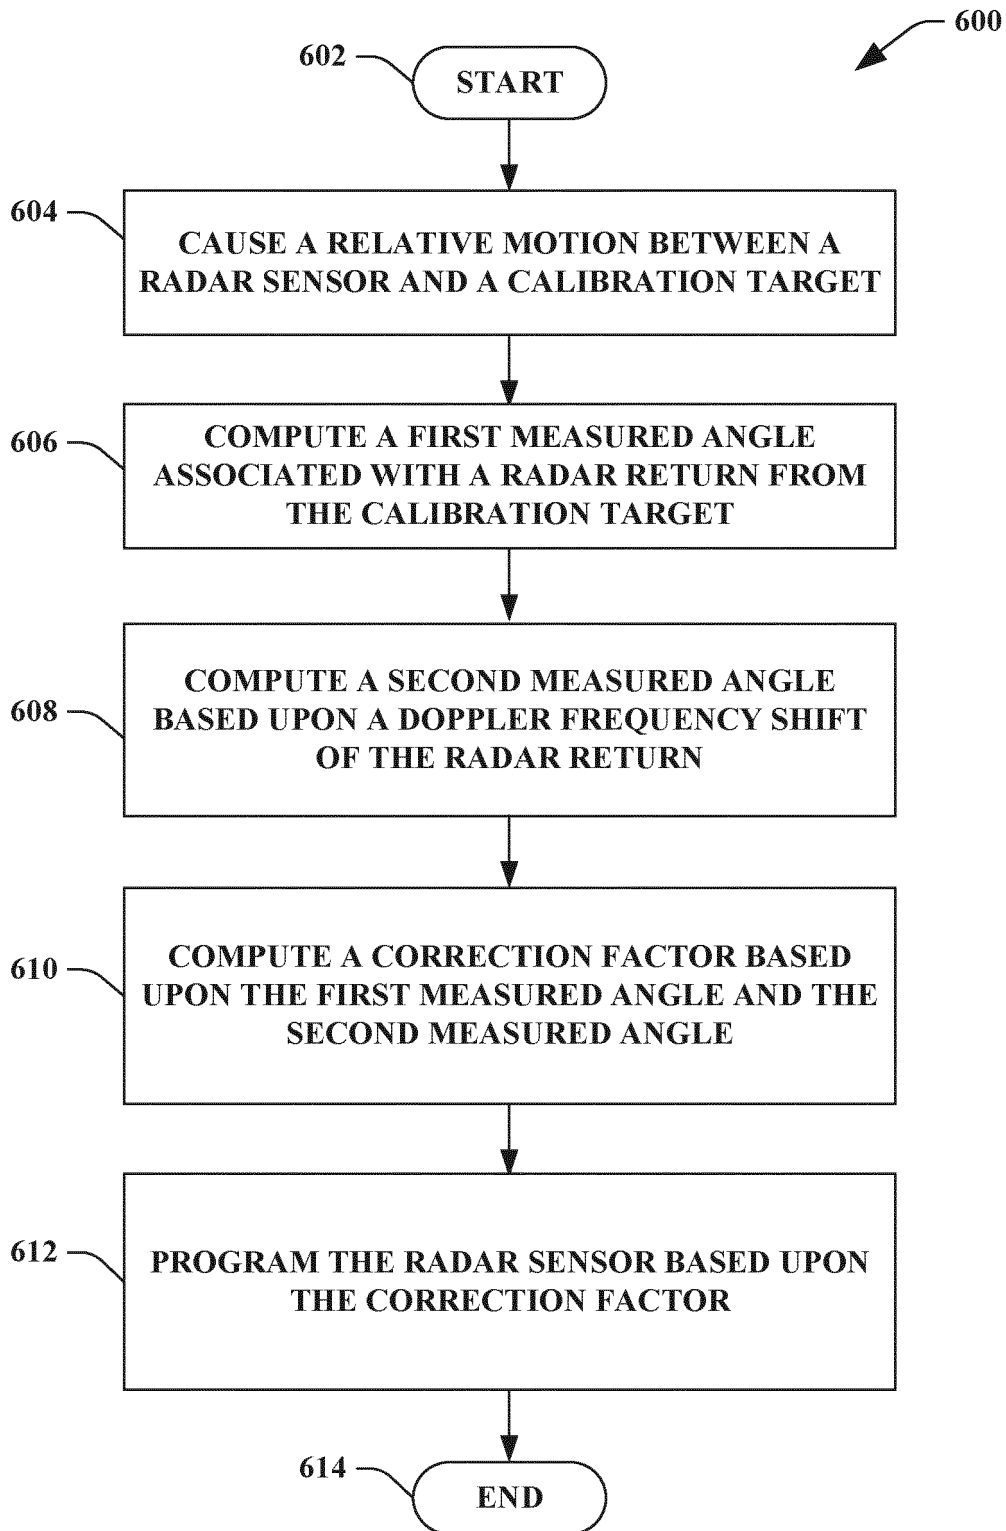 600
602
START
604
CAUSE A RELATIVE MOTION BETWEEN A
RADAR SENSOR AND A CALIBRATION TARGET
606
COMPUTE A FIRST MEASURED ANGLE
ASSOCIATED WITH A RADAR RETURN FROM
THE CALIBRATION TARGET
608
COMPUTE A SECOND MEASURED ANGLE
BASED UPON A DOPPLER FREQUENCY SHIFT
OF THE RADAR RETURN
610
COMPUTE A CORRECTION FACTOR BASED
UPON THE FIRST MEASURED ANGLE AND THE
SECOND MEASURED ANGLE
612
PROGRAM THE RADAR SENSOR BASED UPON
THE CORRECTION FACTOR
614
END